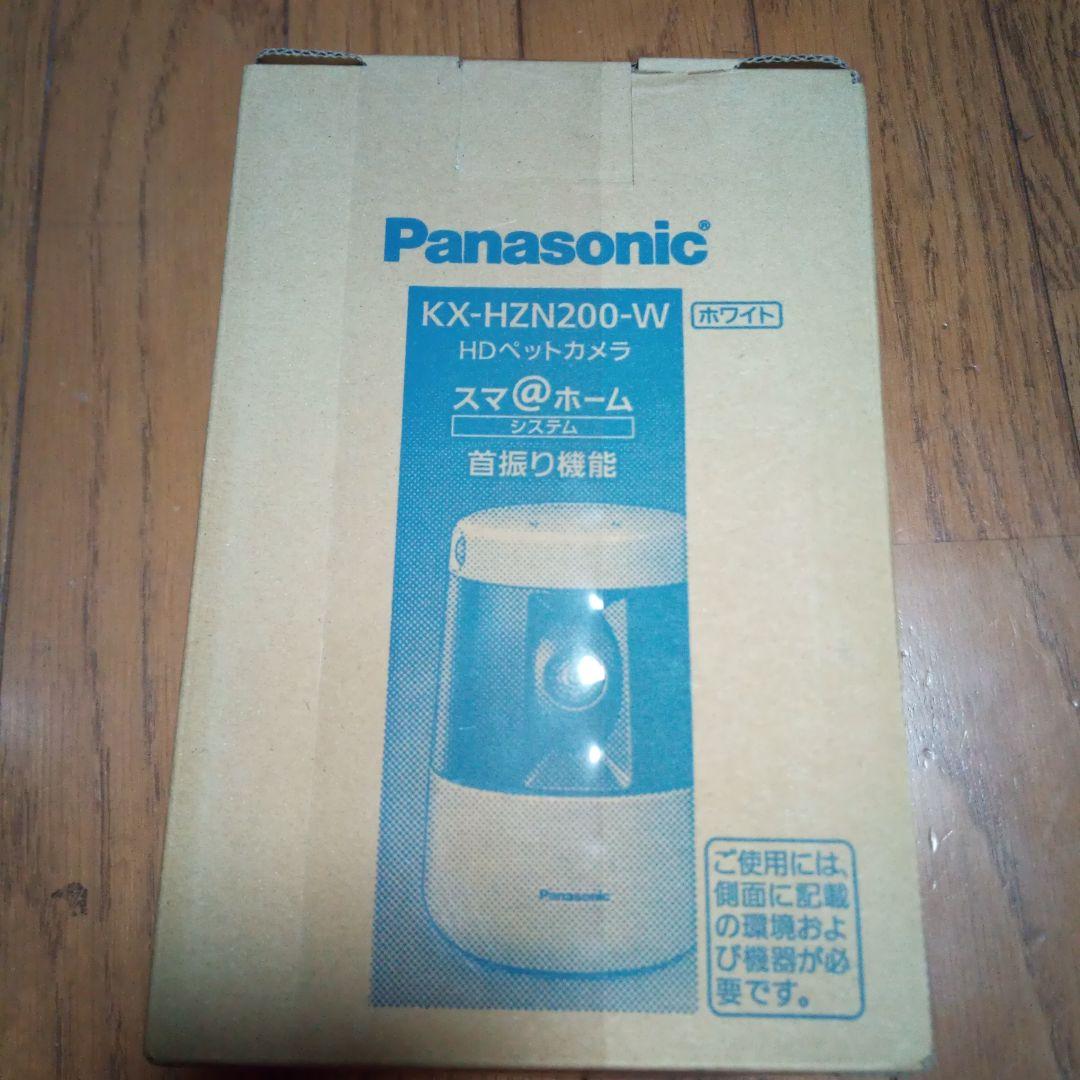 Panasonic®
KX-HZN200-W ホワイト
HDペットカメラ
スマ@ホーム
システム
首振り機能
Panasonic
ご使用には、
側面に記載
の環境およ
び機器が必
要です。